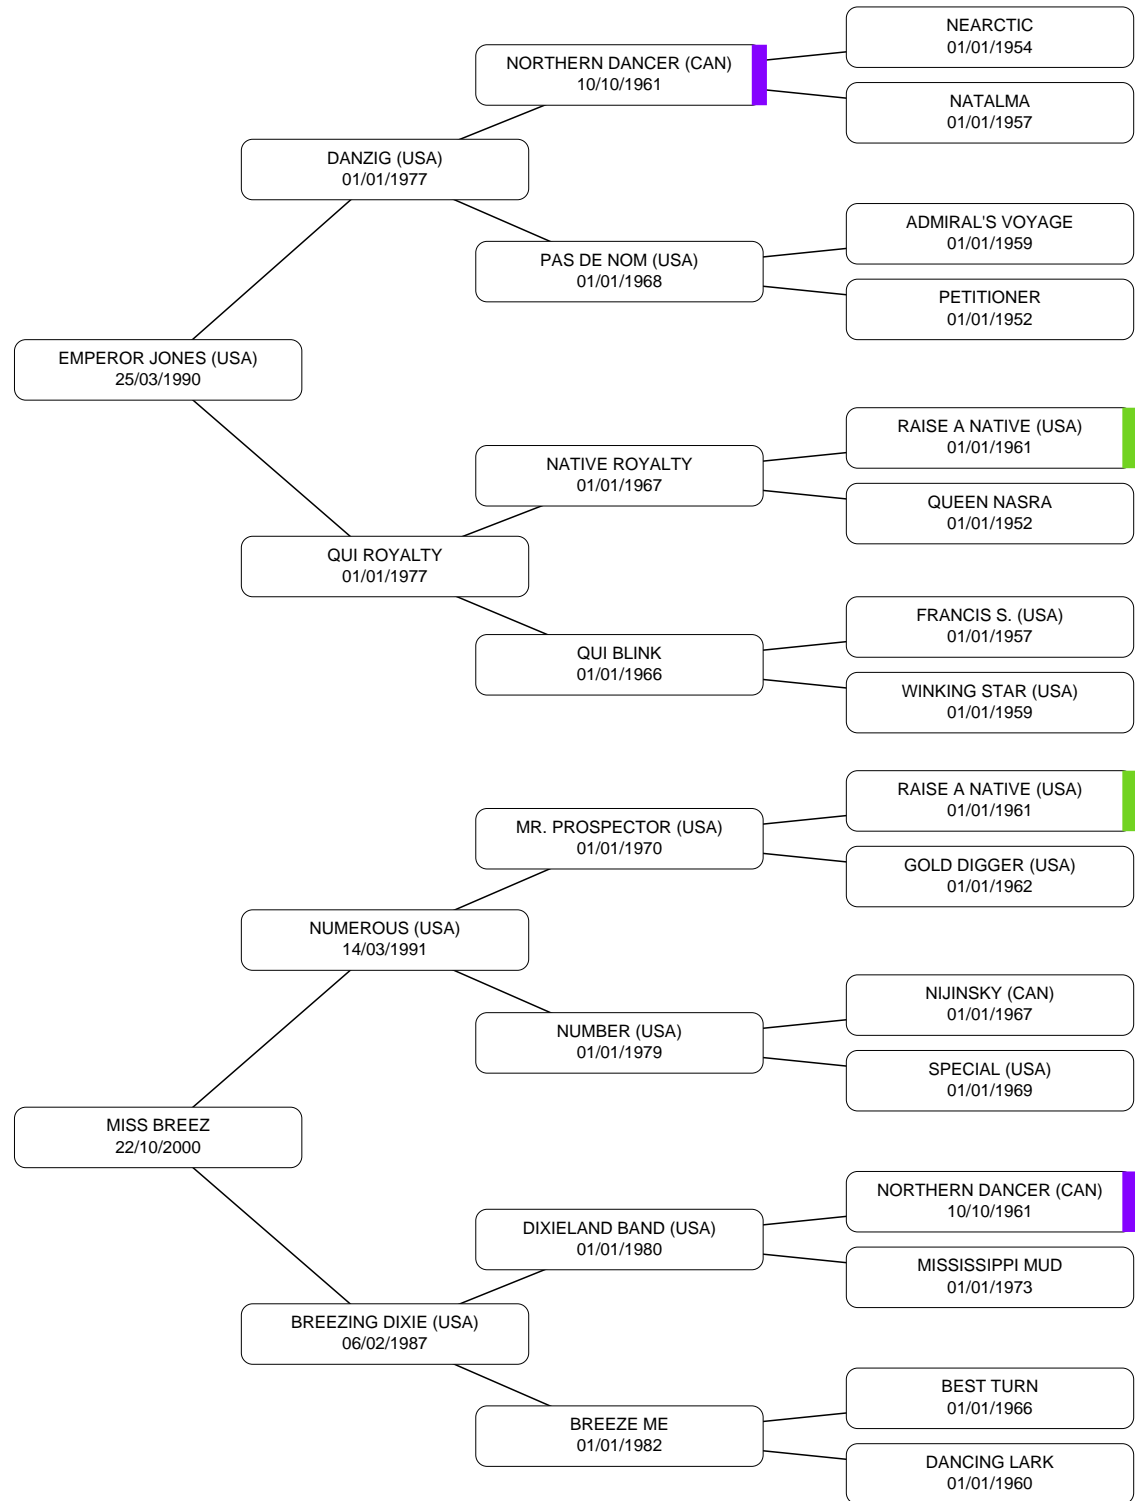 NEARCTIC
01/01/1954
NORTHERN DANCER (CAN)
10/10/1961
NATALMA
01/01/1957
DANZIG (USA)
01/01/1977
ADMIRAL'S VOYAGE
01/01/1959
PAS DE NOM (USA)
01/01/1968
PETITIONER
01/01/1952
EMPEROR JONES (USA)
25/03/1990
RAISE A NATIVE (USA)
01/01/1961
NATIVE ROYALTY
01/01/1967
QUEEN NASRA
01/01/1952
QUI ROYALTY
01/01/1977
FRANCIS S. (USA)
01/01/1957
QUI BLINK
01/01/1966
WINKING STAR (USA)
01/01/1959
RAISE A NATIVE (USA)
01/01/1961
MR. PROSPECTOR (USA)
01/01/1970
GOLD DIGGER (USA)
01/01/1962
NUMEROUS (USA)
14/03/1991
NIJINSKY (CAN)
01/01/1967
NUMBER (USA)
01/01/1979
SPECIAL (USA)
01/01/1969
MISS BREEZ
22/10/2000
NORTHERN DANCER (CAN)
10/10/1961
DIXIELAND BAND (USA)
01/01/1980
MISSISSIPPI MUD
01/01/1973
BREEZING DIXIE (USA)
06/02/1987
BEST TURN
01/01/1966
BREEZE ME
01/01/1982
DANCING LARK
01/01/1960